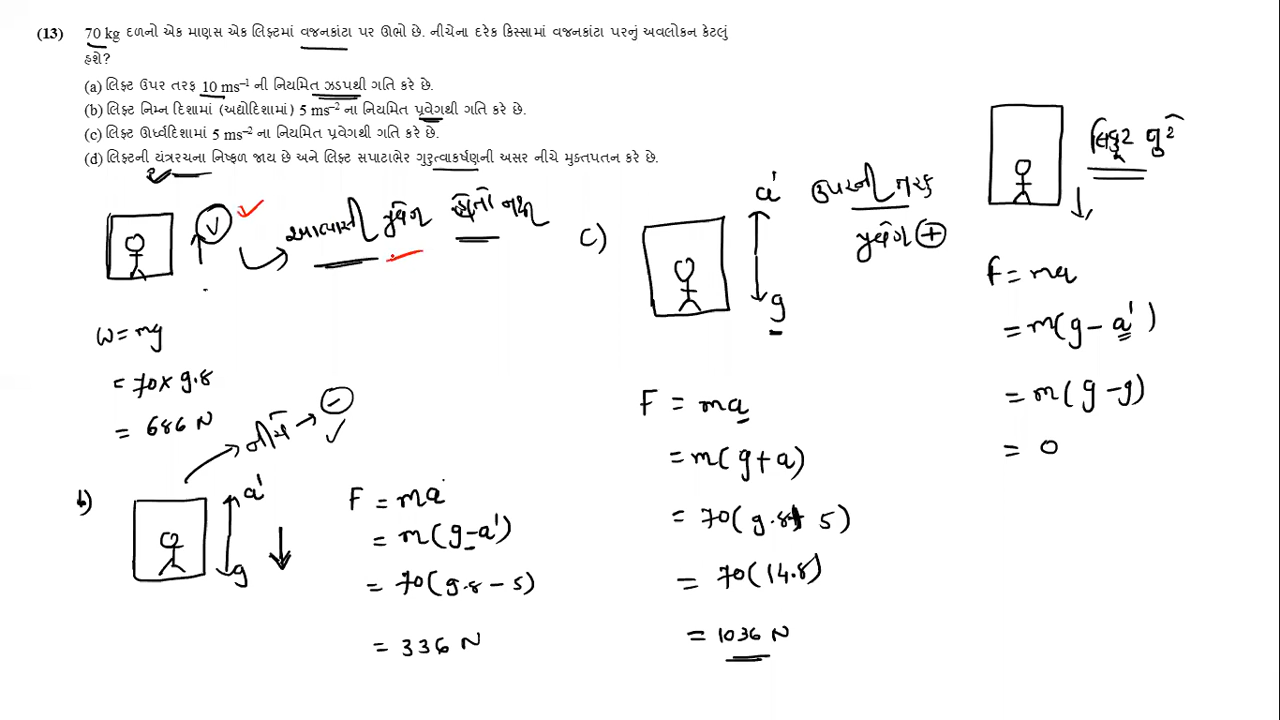 (13) 70 kg દળનો એક માણસ એક લિફ્ટમાં વજનકાંટા પર ઊભો છે. નીચેના દરેક કિસ્સામાં વજનકાંટા પરનું અવલોકન કેટલું
હશે?
(a) લિફ્ટ ઉપર તરફ 10 ms⁻¹ ની નિયમિત ઝડપથી ગતિ કરે છે.
(b) લિફ્ટ નિમ્ન દિશામાં (અધોદિશામાં) 5 ms⁻² ના નિયમિત પ્રવેગથી ગતિ કરે છે.
(c) લિફ્ટ ઊર્ધ્વદિશામાં 5 ms⁻² ના નિયમિત પ્રવેગથી ગતિ કરે છે.
(d) લિફ્ટની યંત્રરચના નિષ્ફળ જાય છે અને લિફ્ટ સપાટાભેર ગુરુત્વાકર્ષણની અસર નીચે મુક્તપતન કરે છે.
V
આભાસી પ્રવેગ હોતો નથી
W = mg
= 70 x 9.8
= 686 N
b)
નીચે → −
a'
g
F = ma
= m(g-a')
= 70(9.8 - 5)
= 336 N
c)
a'
g
ઉપરની તરફ
પ્રવેગ +
F = ma
= m(g+a)
= 70(9.8+ 5)
= 70(14.8)
= 1036 N
F = ma
= m(g - a')
= m(g - g)
= 0